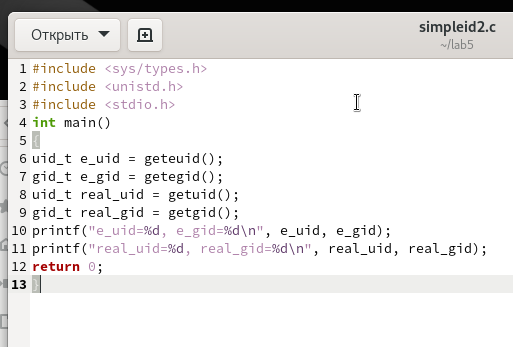 Открыть
simpleid2.c
~/lab5
1 #include <sys/types.h>
2 #include <unistd.h>
3 #include <stdio.h>
4 int main()
5 {
6 uid_t e_uid = geteuid();
7 gid_t e_gid = getegid();
8 uid_t real_uid = getuid();
9 gid_t real_gid = getgid();
10 printf("e_uid=%d, e_gid=%d\n", e_uid, e_gid);
11 printf("real_uid=%d, real_gid=%d\n", real_uid, real_gid);
12 return 0;
13 }